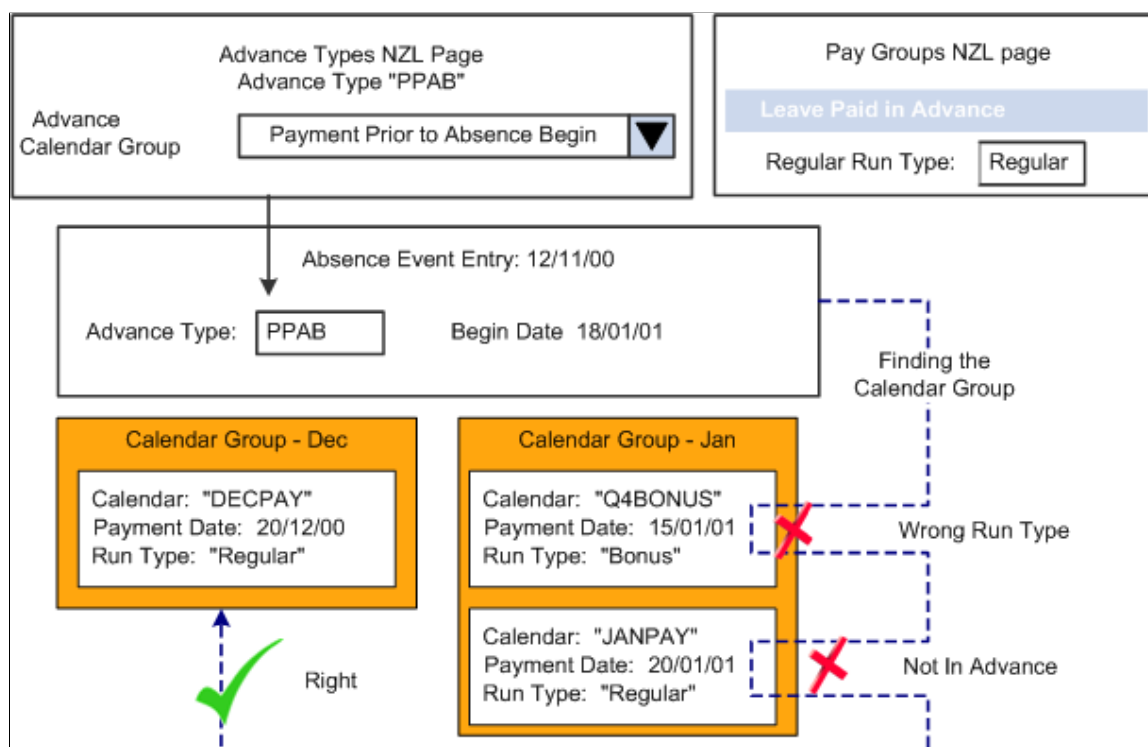 Advance Types NZL Page
Advance Type "PPAB"
Advance
Calendar Group
Payment Prior to Absence Begin
Pay Groups NZL page
Leave Paid in Advance
Regular Run Type: Regular
Absence Event Entry: 12/11/00
Advance Type: PPAB Begin Date 18/01/01
Finding the
Calendar Group
Calendar Group - Dec
Calendar: "DECPAY"
Payment Date: 20/12/00
Run Type: "Regular"
Calendar Group - Jan
Calendar: "Q4BONUS"
Payment Date: 15/01/01
Run Type: "Bonus"
Wrong Run Type
Calendar: "JANPAY"
Payment Date: 20/01/01
Run Type: "Regular"
Not In Advance
Right